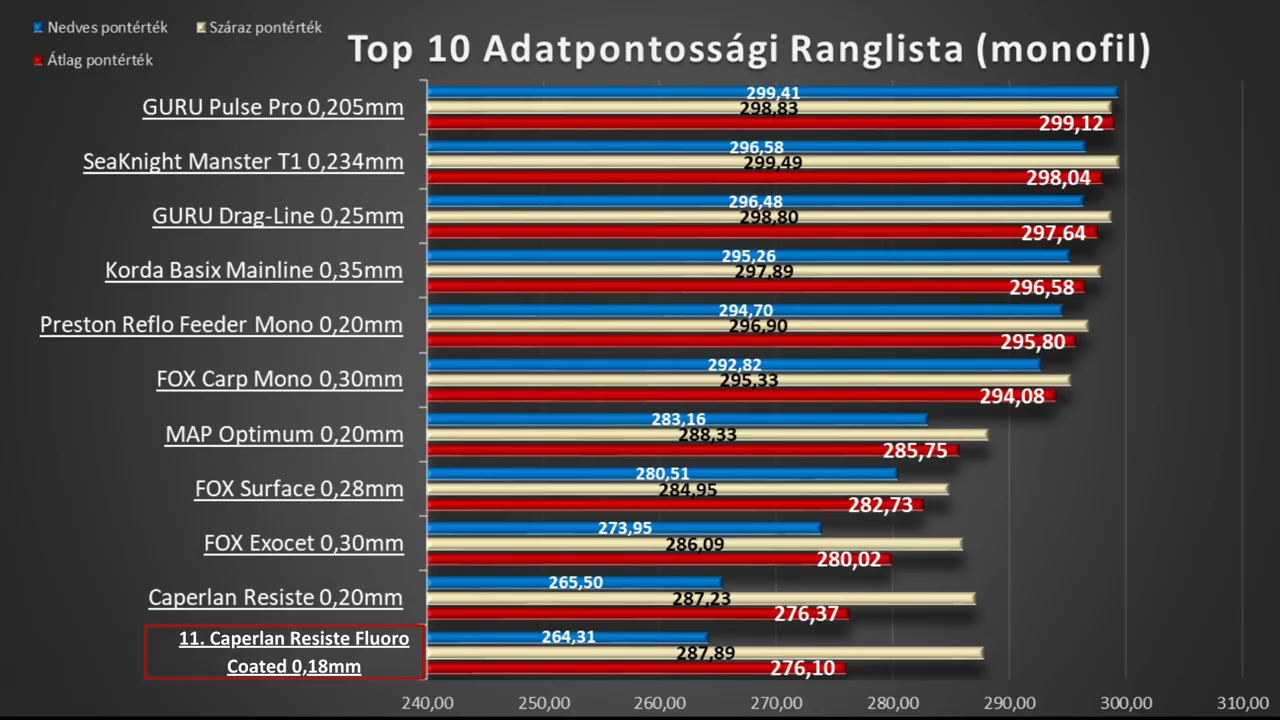 Nedves pontérték Száraz pontérték
Átlag pontérték
Top 10 Adatpontossági Ranglista (monofil)
GURU Pulse Pro 0,205mm
299,41
298,83
299,12
SeaKnight Manster T1 0,234mm
296,58
299,49
298,04
GURU Drag-Line 0,25mm
296,48
298,80
297,64
Korda Basix Mainline 0,35mm
295,26
297,89
296,58
Preston Reflo Feeder Mono 0,20mm
294,70
296,90
295,80
FOX Carp Mono 0,30mm
292,82
295,33
294,08
MAP Optimum 0,20mm
283,16
288,33
285,75
FOX Surface 0,28mm
280,51
284,95
282,73
FOX Exocet 0,30mm
273,95
286,09
280,02
Caperlan Resiste 0,20mm
265,50
287,23
276,37
11. Caperlan Resiste Fluoro
Coated 0,18mm
264,31
287,89
276,10
240,00 250,00 260,00 270,00 280,00 290,00 300,00 310,00